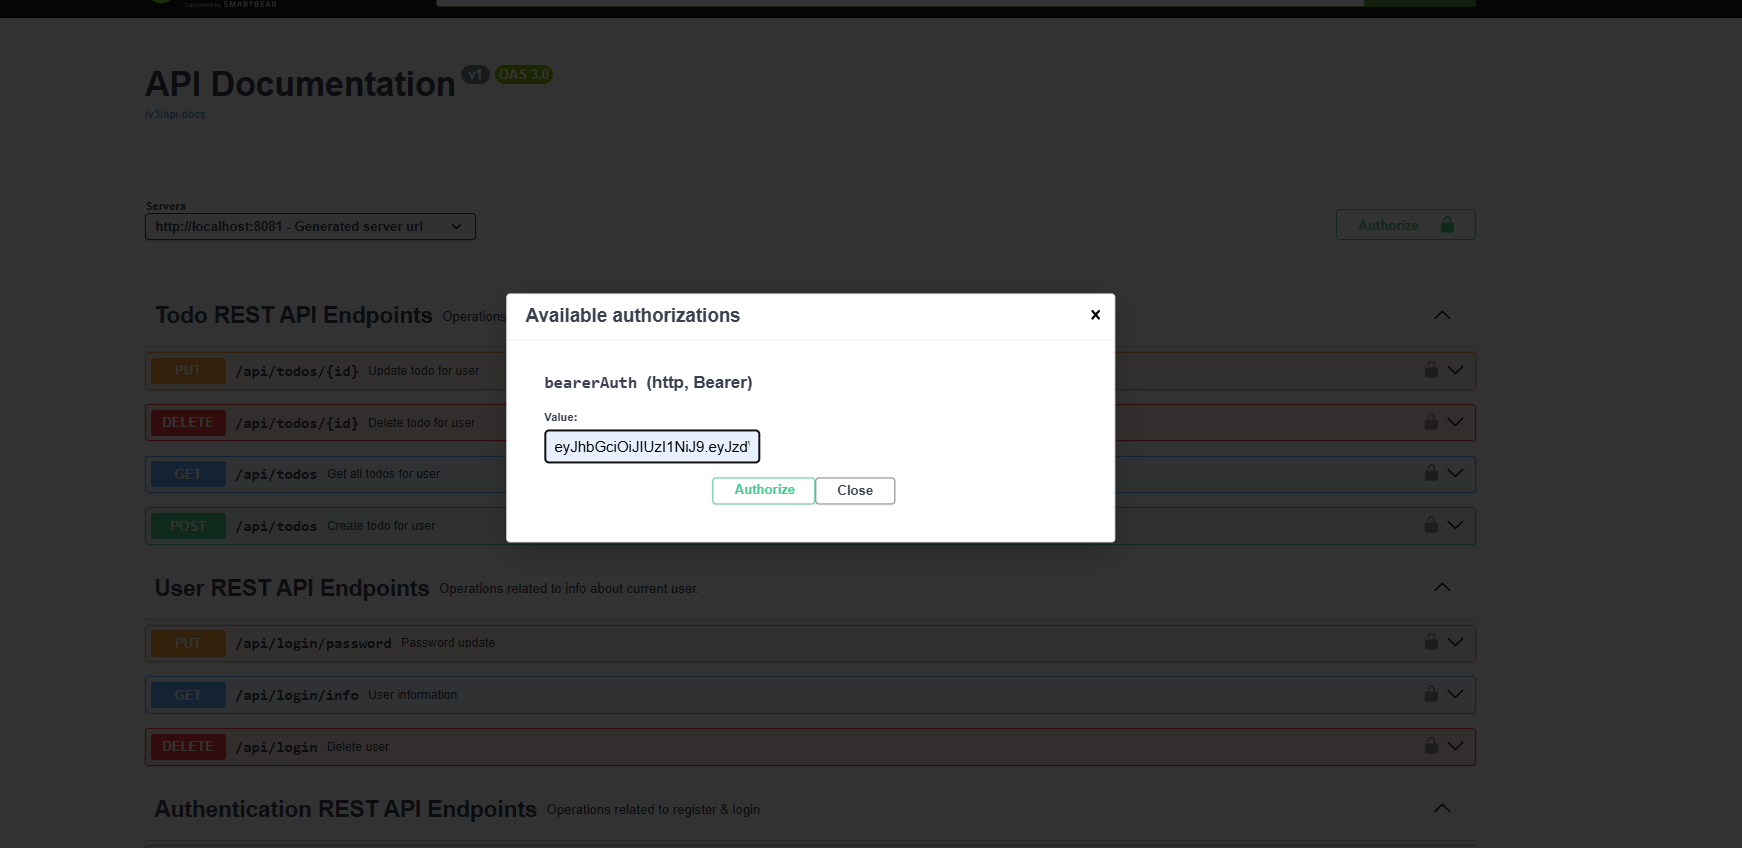 Supported by SMARTBEAR
API Documentation v1 OAS 3.0
/v3/api-docs
Servers
http://localhost:8081 - Generated server url
Authorize
Todo REST API Endpoints Operations
Available authorizations
bearerAuth (http, Bearer)
Value:
eyJhbGciOiJIUzI1NiJ9.eyJzd
Authorize Close
PUT /api/todos/{id} Update todo for user
DELETE /api/todos/{id} Delete todo for user
GET /api/todos Get all todos for user
POST /api/todos Create todo for user
User REST API Endpoints Operations related to info about current user.
PUT /api/login/password Password update
GET /api/login/info User information
DELETE /api/login Delete user
Authentication REST API Endpoints Operations related to register & login